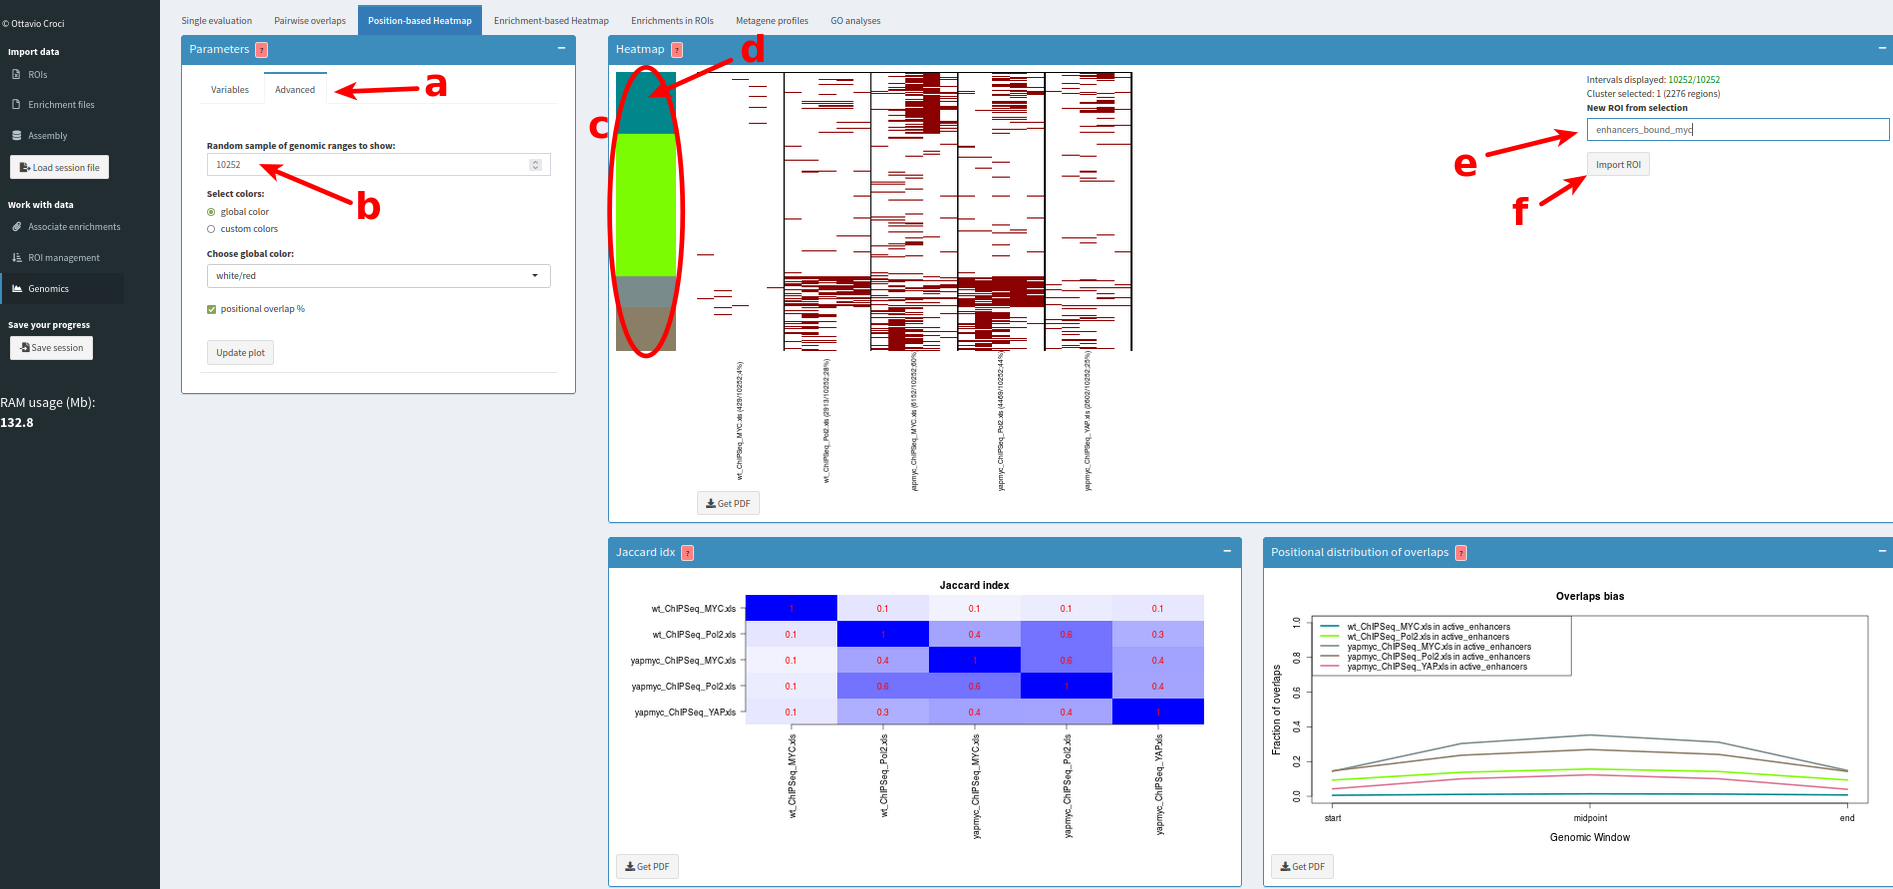 © Ottavio Croci
Import data
ROIs
Enrichment files
Assembly
Load session file
Work with data
Associate enrichments
ROI management
Genomics
Save your progress
Save session
RAM usage (Mb):
132.8
Single evaluation
Pairwise overlaps
Position-based Heatmap
Enrichment-based Heatmap
Enrichments in ROIs
Metagene profiles
GO analyses
Parameters ?
Variables
Advanced
a
Random sample of genomic ranges to show:
10252
b
Select colors:
global color
custom colors
Choose global color:
white/red
positional overlap %
Update plot
Heatmap ?
d
c
wt_ChIPSeq_MYC.xls (429/10252;4%)
wt_ChIPSeq_Pol2.xls (2913/10252;28%)
yapmyc_ChIPSeq_MYC.xls (6152/10252;60%)
yapmyc_ChIPSeq_Pol2.xls (4469/10252;44%)
yapmyc_ChIPSeq_YAP.xls (2602/10252;25%)
Get PDF
Intervals displayed: 10252/10252
Cluster selected: 1 (2276 regions)
New ROI from selection
enhancers_bound_myc
e
Import ROI
f
Jaccard idx ?
Jaccard index
wt_ChIPSeq_MYC.xls 1 0.1 0.1 0.1 0.1
wt_ChIPSeq_Pol2.xls 0.1 1 0.4 0.6 0.3
yapmyc_ChIPSeq_MYC.xls 0.1 0.4 1 0.6 0.4
yapmyc_ChIPSeq_Pol2.xls 0.1 0.6 0.6 1 0.4
yapmyc_ChIPSeq_YAP.xls 0.1 0.3 0.4 0.4 1
wt_ChIPSeq_MYC.xls
wt_ChIPSeq_Pol2.xls
yapmyc_ChIPSeq_MYC.xls
yapmyc_ChIPSeq_Pol2.xls
yapmyc_ChIPSeq_YAP.xls
Get PDF
Positional distribution of overlaps ?
Overlaps bias
wt_ChIPSeq_MYC.xls in active_enhancers
wt_ChIPSeq_Pol2.xls in active_enhancers
yapmyc_ChIPSeq_MYC.xls in active_enhancers
yapmyc_ChIPSeq_Pol2.xls in active_enhancers
yapmyc_ChIPSeq_YAP.xls in active_enhancers
Fraction of overlaps
1.0
0.8
0.6
0.4
0.2
0.0
start midpoint end
Genomic Window
Get PDF